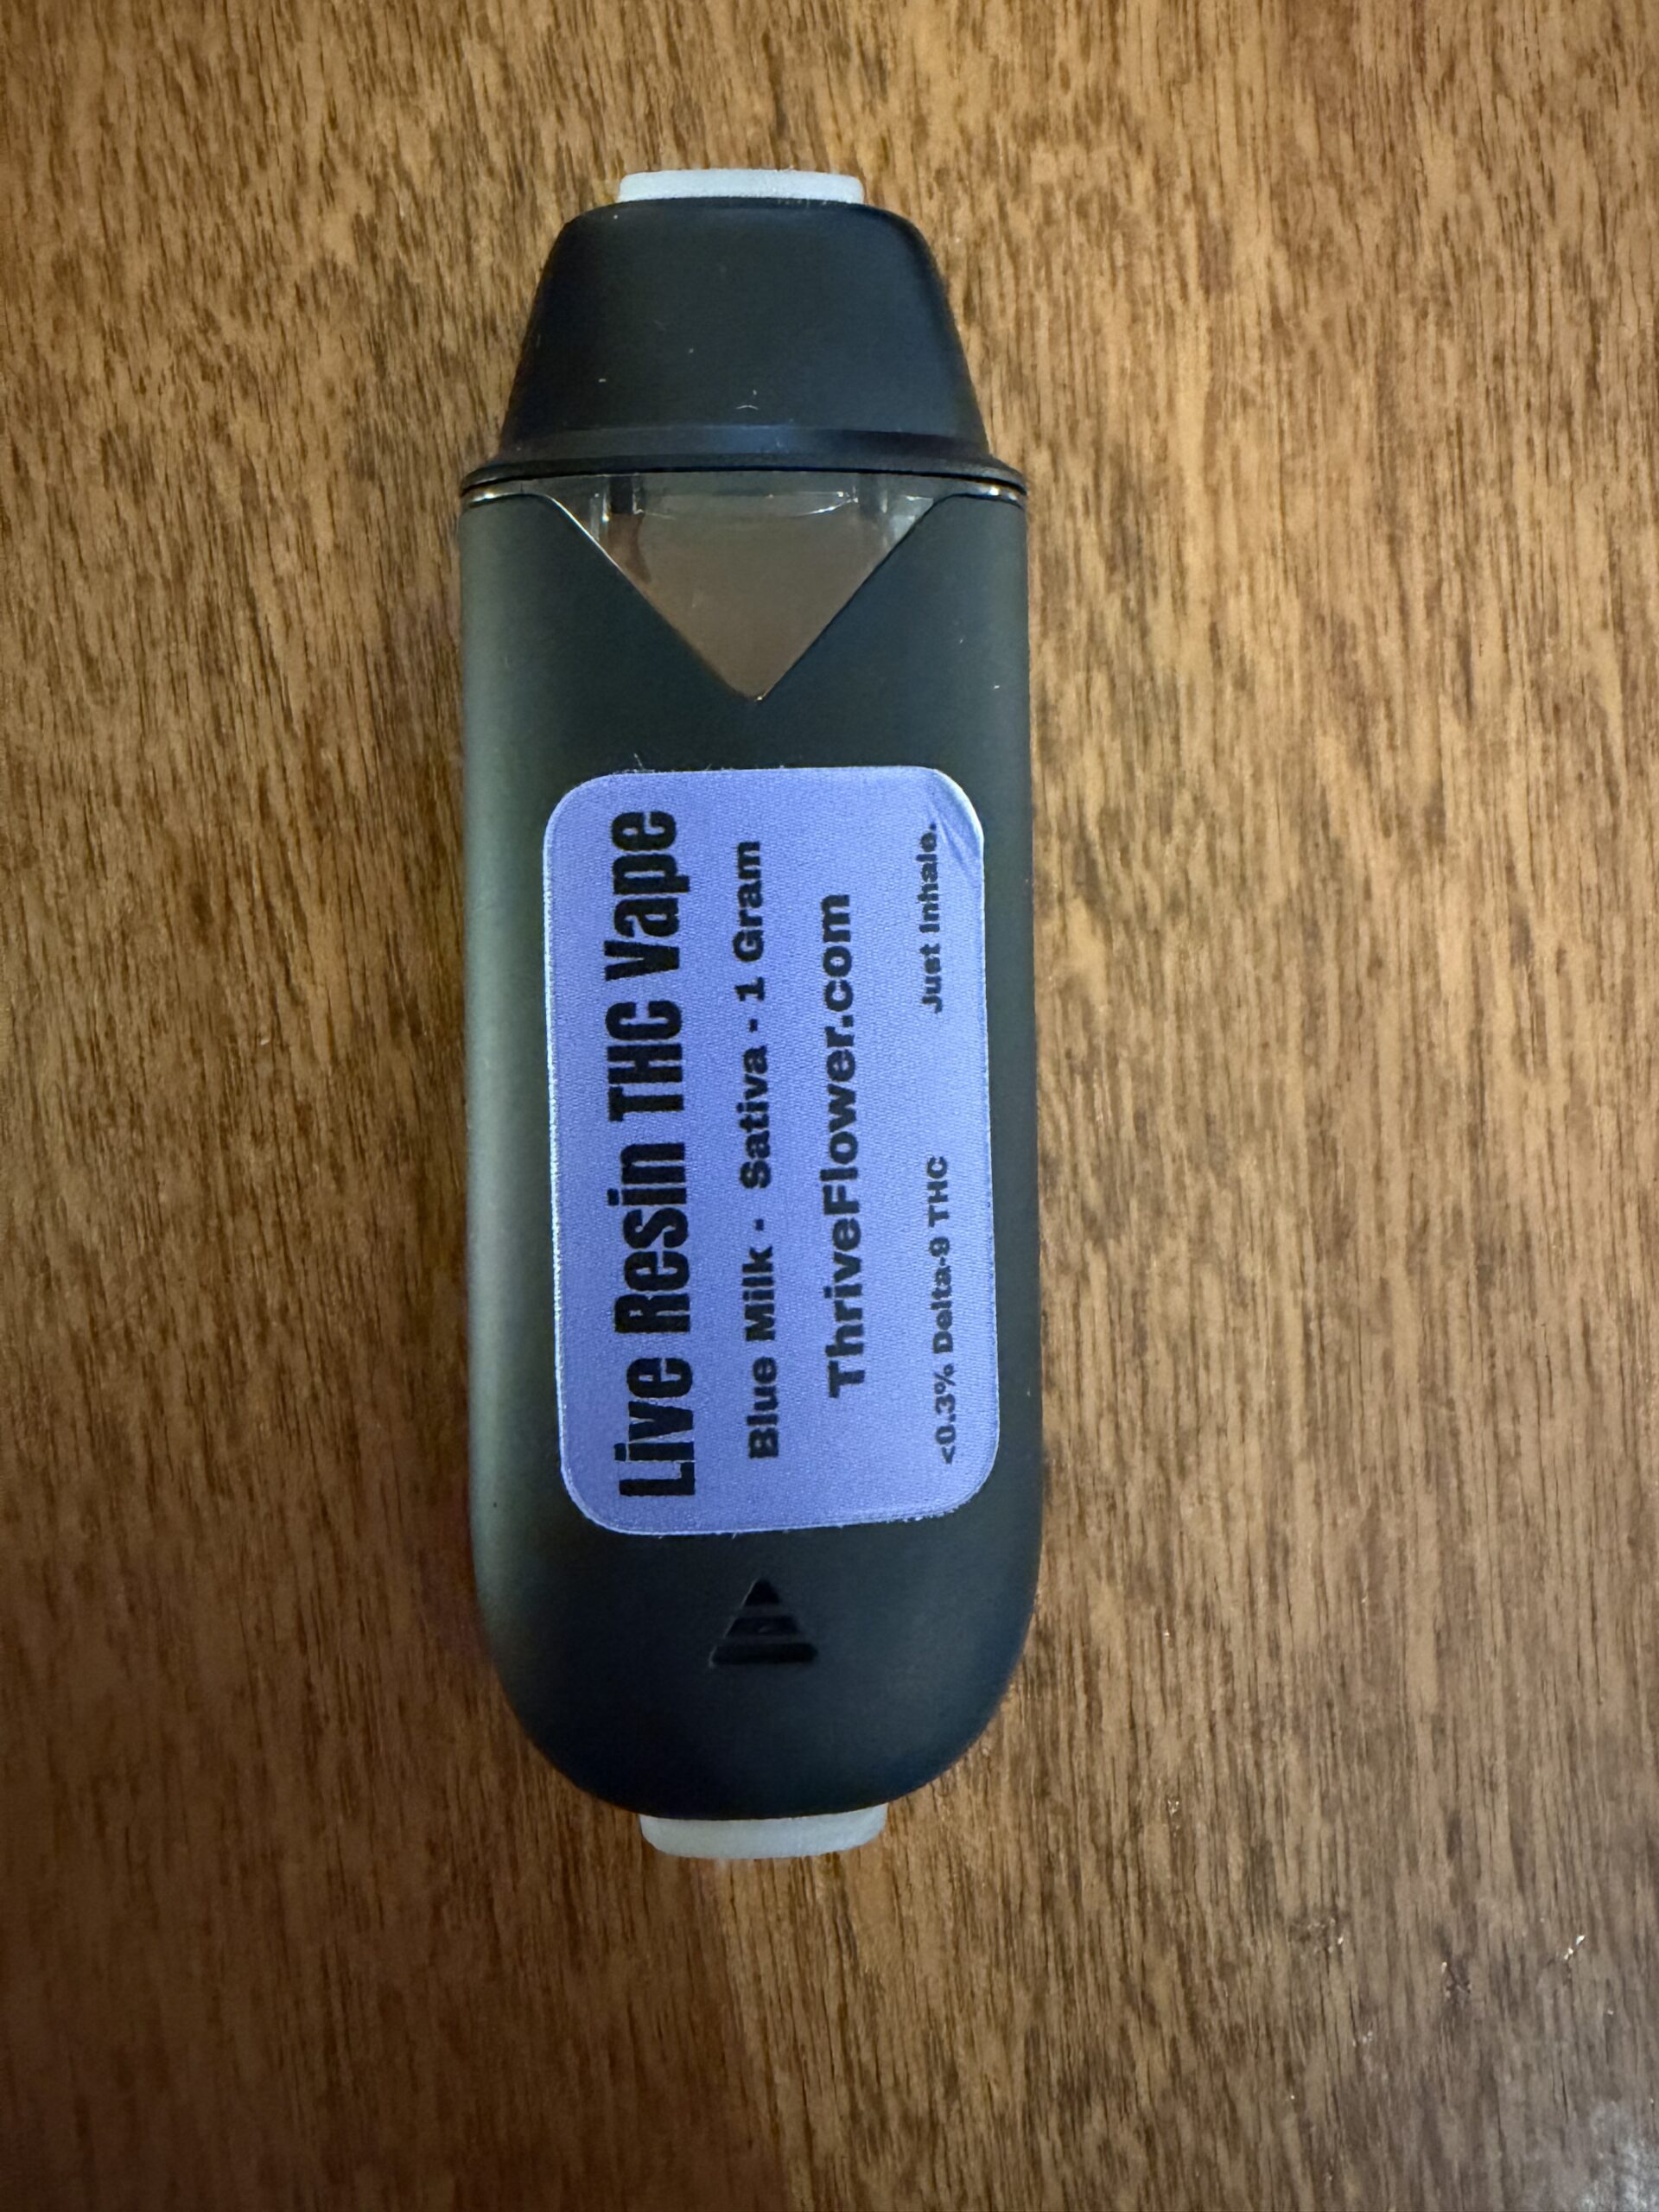 Live Resin THC Vape
Blue Milk - Sativa - 1 Gram
ThriveFlower.com
<0.3% Delta-9 THC Just Inhale.